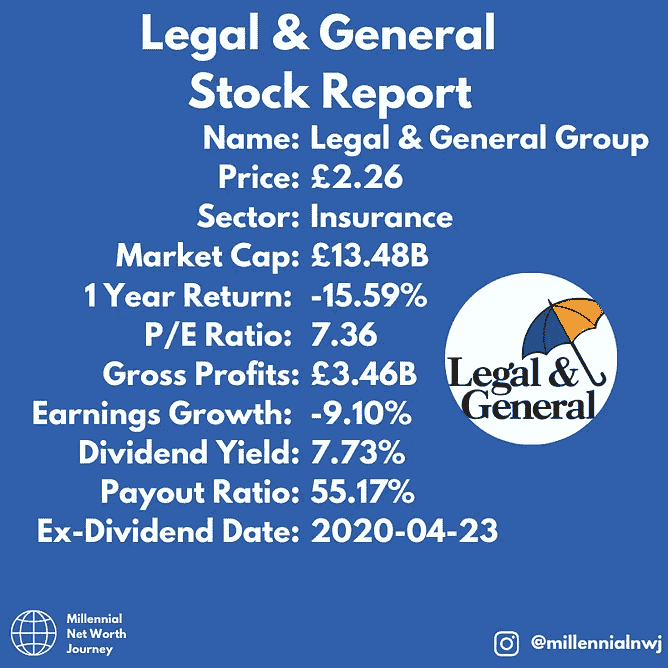 Legal & General
Stock Report
Name: Legal & General Group
Price: £2.26
Sector: Insurance
Market Cap: £13.48B
1 Year Return: -15.59%
P/E Ratio: 7.36
Gross Profits: £3.46B
Earnings Growth: -9.10%
Dividend Yield: 7.73%
Payout Ratio: 55.17%
Ex-Dividend Date: 2020-04-23
Legal &
General
Millennial
Net Worth
Journey
@millennialnwj